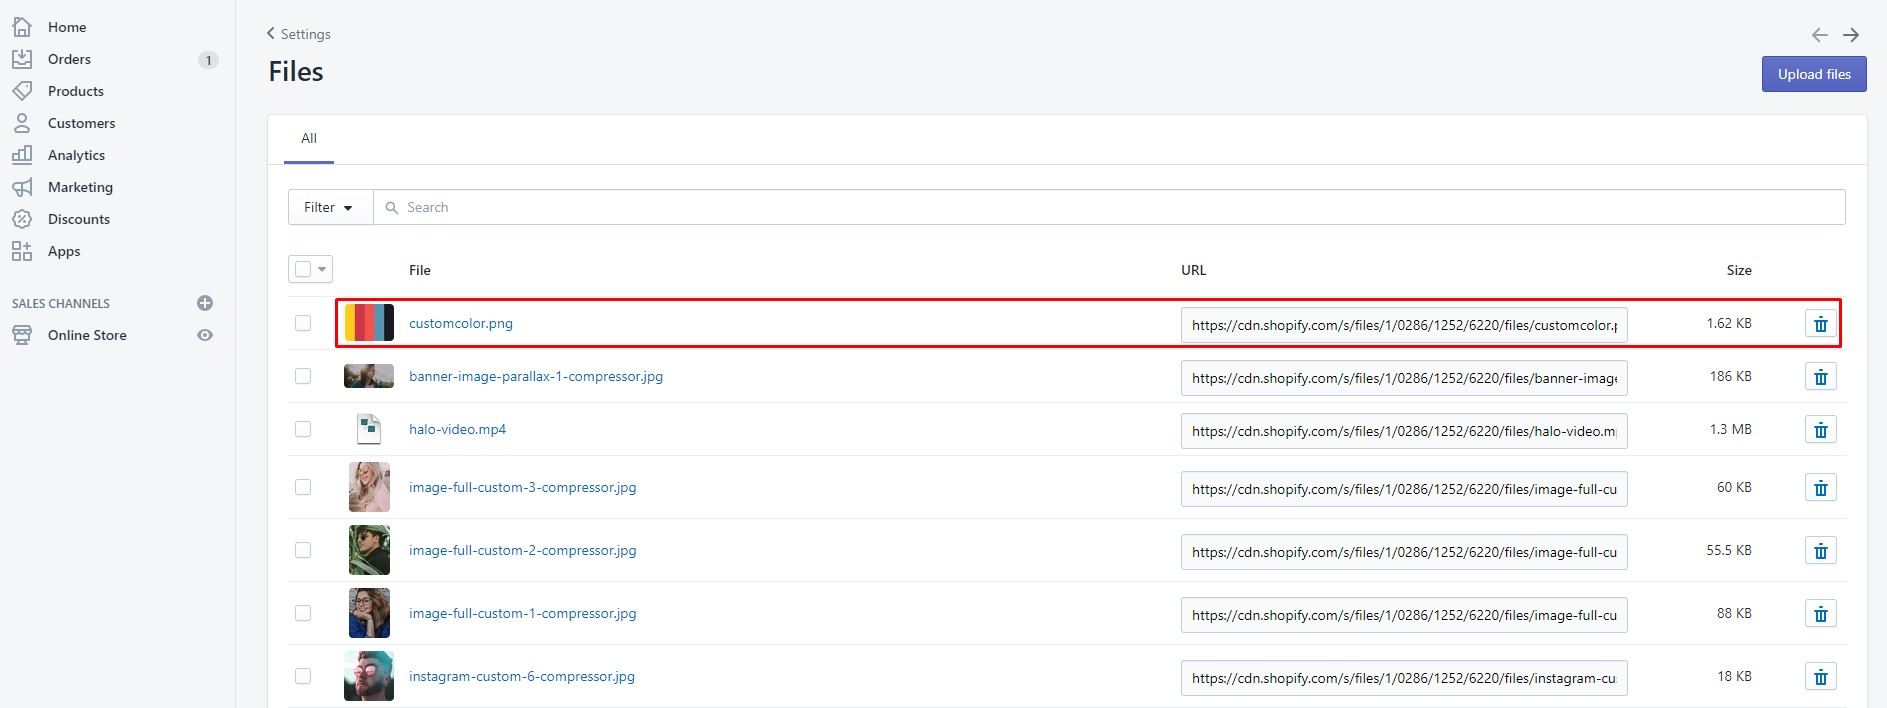 Home
Orders 1
Products
Customers
Analytics
Marketing
Discounts
Apps
SALES CHANNELS
Online Store
Settings
Files
Upload files
All
Filter Search
File URL Size
customcolor.png https://cdn.shopify.com/s/files/1/0286/1252/6220/files/customcolor.p 1.62 KB
banner-image-parallax-1-compressor.jpg https://cdn.shopify.com/s/files/1/0286/1252/6220/files/banner-image 186 KB
halo-video.mp4 https://cdn.shopify.com/s/files/1/0286/1252/6220/files/halo-video.m 1.3 MB
image-full-custom-3-compressor.jpg https://cdn.shopify.com/s/files/1/0286/1252/6220/files/image-full-cu 60 KB
image-full-custom-2-compressor.jpg https://cdn.shopify.com/s/files/1/0286/1252/6220/files/image-full-cu 55.5 KB
image-full-custom-1-compressor.jpg https://cdn.shopify.com/s/files/1/0286/1252/6220/files/image-full-cu 88 KB
instagram-custom-6-compressor.jpg https://cdn.shopify.com/s/files/1/0286/1252/6220/files/instagram-cu 18 KB